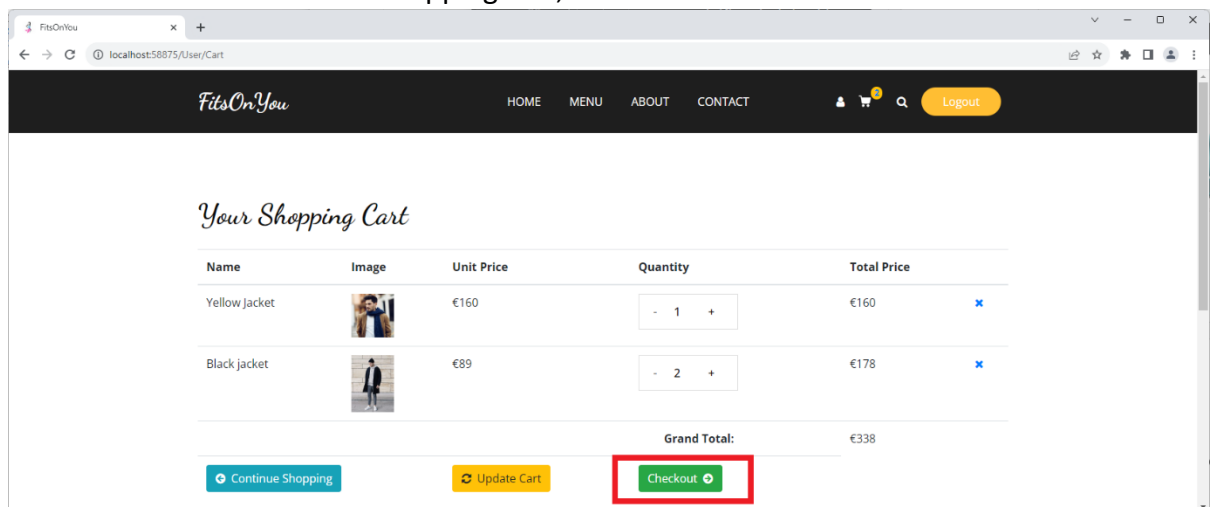 FitsOnYou
localhost:58875/User/Cart
FitsOnYou HOME MENU ABOUT CONTACT 2 Logout
Your Shopping Cart
Name Image Unit Price Quantity Total Price
Yellow Jacket €160 - 1 + €160
Black jacket €89 - 2 + €178
Grand Total: €338
Continue Shopping Update Cart Checkout